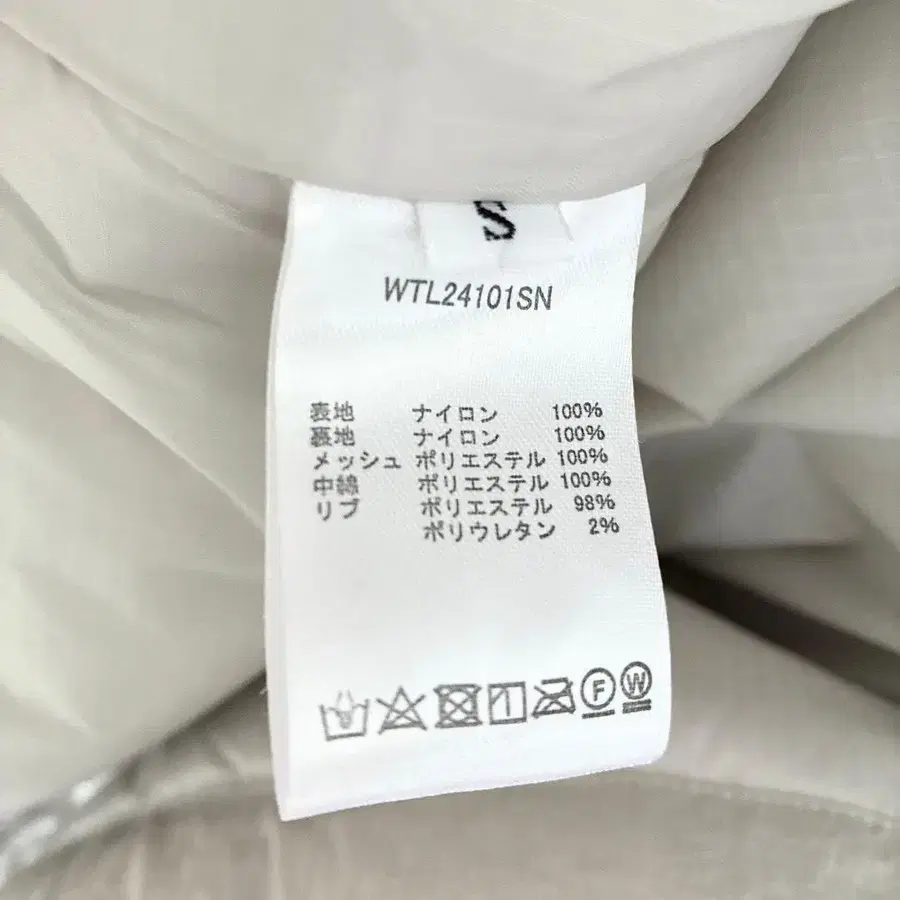 S
WTL24101SN
表地 ナイロン 100%
裏地 ナイロン 100%
メッシュ ポリエステル 100%
中綿 ポリエステル 100%
リブ ポリエステル 98%
ポリウレタン 2%
F W